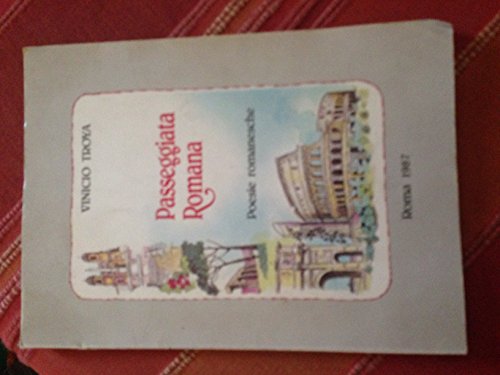 VINICIO TROYA
Passeggiata
Romana
Poesie romanesche
Roma 1987